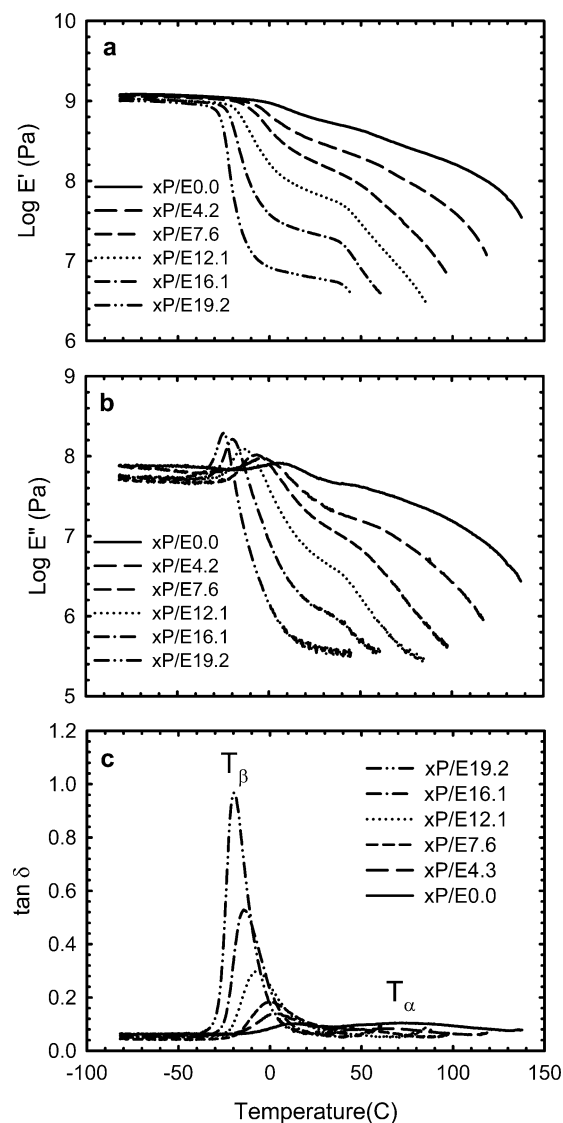 a
10
9
8
7
6
Log E' (Pa)
xP/E0.0
xP/E4.2
xP/E7.6
xP/E12.1
xP/E16.1
xP/E19.2
b
9
8
7
6
5
Log E" (Pa)
xP/E0.0
xP/E4.2
xP/E7.6
xP/E12.1
xP/E16.1
xP/E19.2
c
1.2
1.0
0.8
0.6
0.4
0.2
0.0
tan δ
Tβ
Tα
xP/E19.2
xP/E16.1
xP/E12.1
xP/E7.6
xP/E4.3
xP/E0.0
-100 -50 0 50 100 150
Temperature(C)